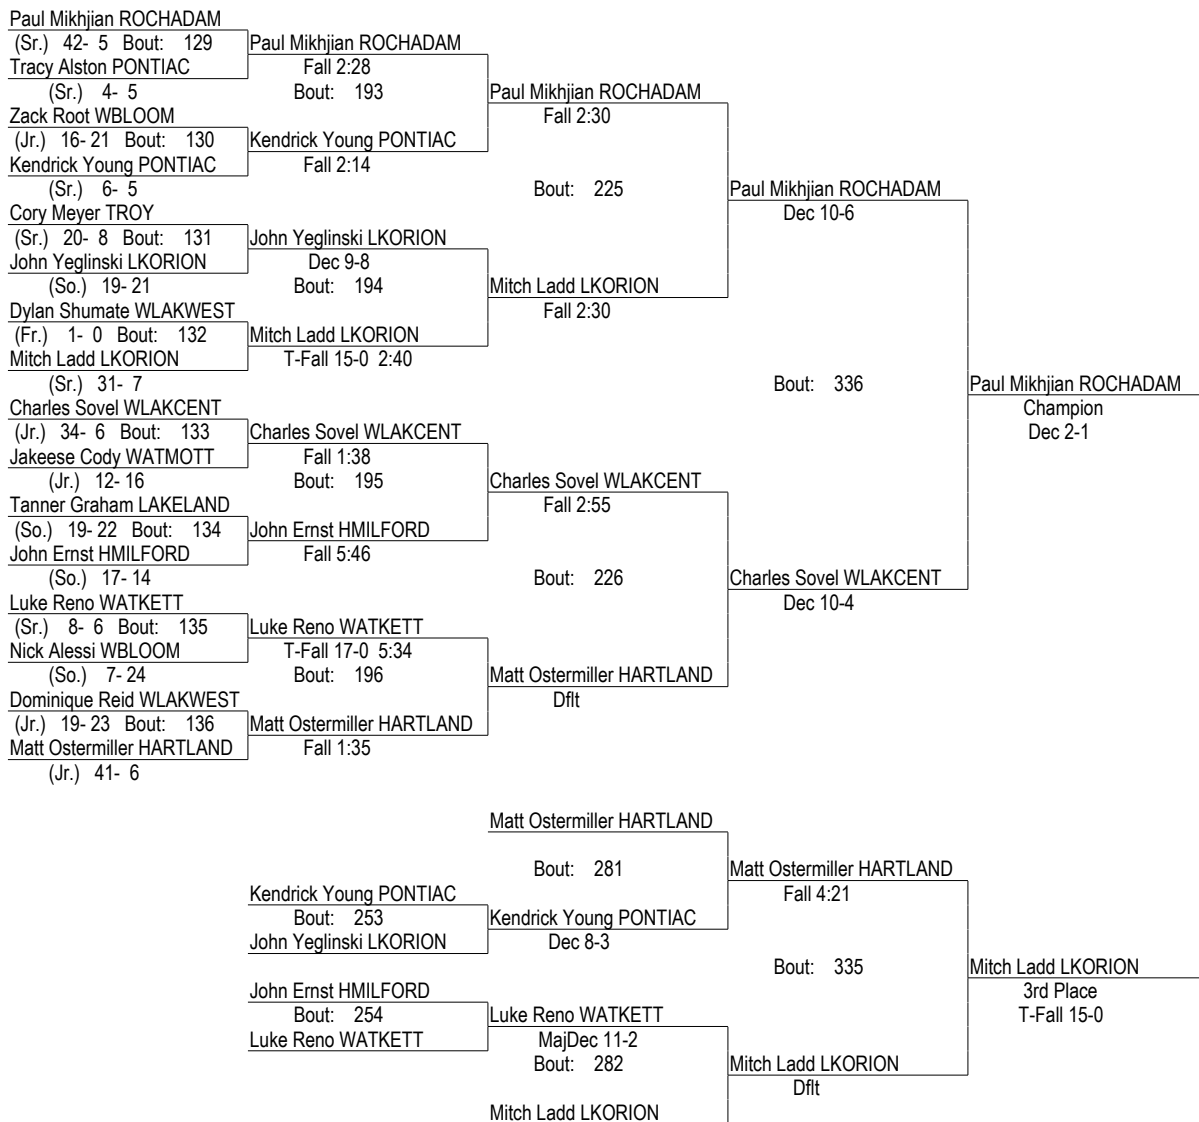 Paul Mikhjian ROCHADAM
(Sr.) 42- 5 Bout: 129 Paul Mikhjian ROCHADAM
Tracy Alston PONTIAC Fall 2:28
(Sr.) 4- 5 Bout: 193 Paul Mikhjian ROCHADAM
Zack Root WBLOOM Fall 2:30
(Jr.) 16- 21 Bout: 130 Kendrick Young PONTIAC
Kendrick Young PONTIAC Fall 2:14
(Sr.) 6- 5 Bout: 225 Paul Mikhjian ROCHADAM
Cory Meyer TROY Dec 10-6
(Sr.) 20- 8 Bout: 131 John Yeglinski LKORION
John Yeglinski LKORION Dec 9-8
(So.) 19- 21 Bout: 194 Mitch Ladd LKORION
Dylan Shumate WLAKWEST Fall 2:30
(Fr.) 1- 0 Bout: 132 Mitch Ladd LKORION
Mitch Ladd LKORION T-Fall 15-0 2:40
(Sr.) 31- 7 Bout: 336 Paul Mikhjian ROCHADAM
Charles Sovel WLAKCENT Champion
(Jr.) 34- 6 Bout: 133 Charles Sovel WLAKCENT Dec 2-1
Jakeese Cody WATMOTT Fall 1:38
(Jr.) 12- 16 Bout: 195 Charles Sovel WLAKCENT
Tanner Graham LAKELAND Fall 2:55
(So.) 19- 22 Bout: 134 John Ernst HMILFORD
John Ernst HMILFORD Fall 5:46
(So.) 17- 14 Bout: 226 Charles Sovel WLAKCENT
Luke Reno WATKETT Dec 10-4
(Sr.) 8- 6 Bout: 135 Luke Reno WATKETT
Nick Alessi WBLOOM T-Fall 17-0 5:34
(So.) 7- 24 Bout: 196 Matt Ostermiller HARTLAND
Dominique Reid WLAKWEST Dflt
(Jr.) 19- 23 Bout: 136 Matt Ostermiller HARTLAND
Matt Ostermiller HARTLAND Fall 1:35
(Jr.) 41- 6
Matt Ostermiller HARTLAND
Bout: 281 Matt Ostermiller HARTLAND
Kendrick Young PONTIAC Fall 4:21
Bout: 253 Kendrick Young PONTIAC
John Yeglinski LKORION Dec 8-3
Bout: 335 Mitch Ladd LKORION
John Ernst HMILFORD 3rd Place
Bout: 254 Luke Reno WATKETT T-Fall 15-0
Luke Reno WATKETT MajDec 11-2
Bout: 282 Mitch Ladd LKORION
Dflt
Mitch Ladd LKORION